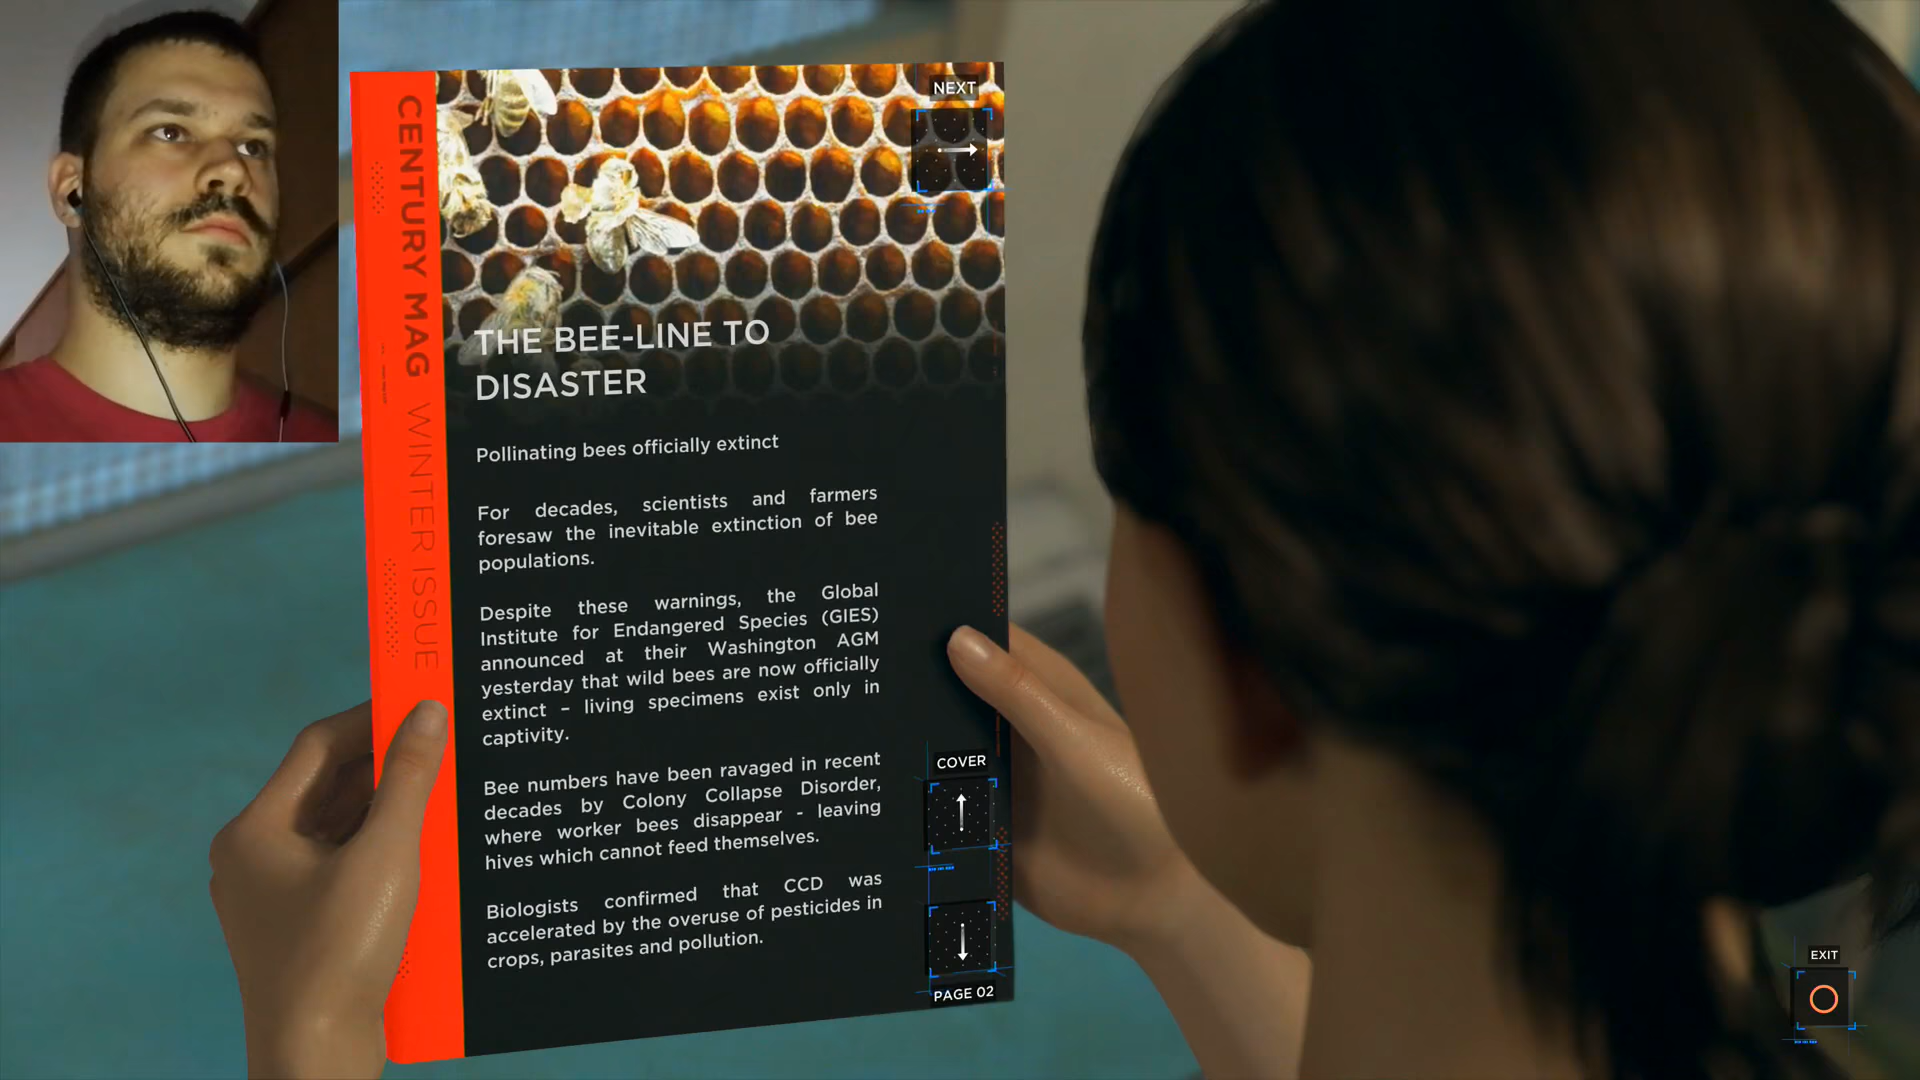 CENTURY MAG WINTER ISSUE
NEXT
THE BEE-LINE TO
DISASTER
Pollinating bees officially extinct
For decades, scientists and farmers
foresaw the inevitable extinction of bee
populations.
Despite these warnings, the Global
Institute for Endangered Species (GIES)
announced at their Washington AGM
yesterday that wild bees are now officially
extinct – living specimens exist only in
captivity.
Bee numbers have been ravaged in recent
decades by Colony Collapse Disorder,
where worker bees disappear - leaving
hives which cannot feed themselves.
Biologists confirmed that CCD was
accelerated by the overuse of pesticides in
crops, parasites and pollution.
COVER
PAGE 02
EXIT